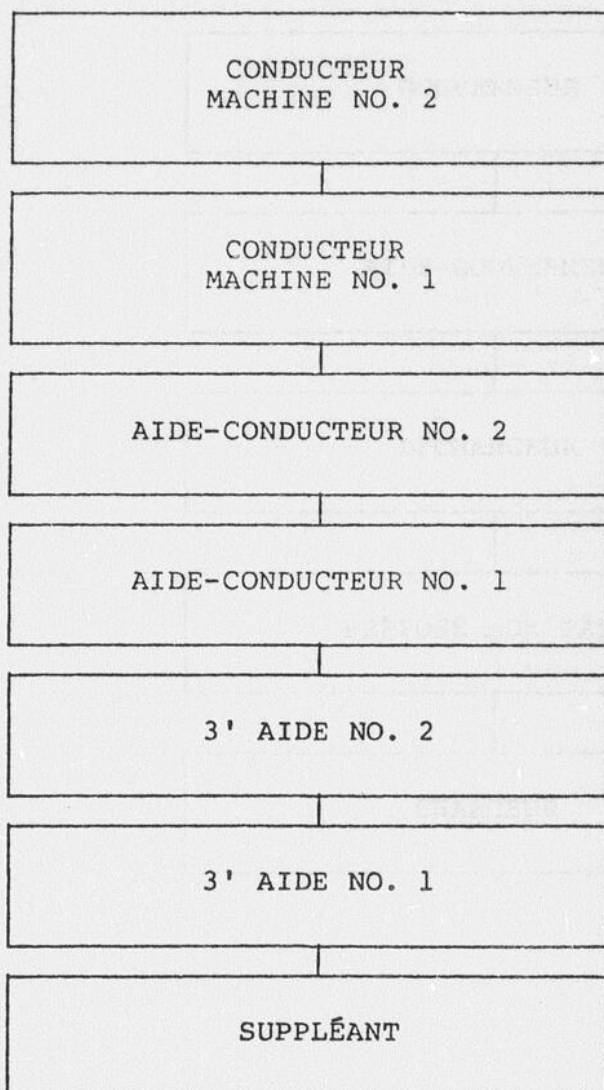 CONDUCTEUR
MACHINE NO. 2
CONDUCTEUR
MACHINE NO. 1
AIDE-CONDUCTEUR NO. 2
AIDE-CONDUCTEUR NO. 1
3' AIDE NO. 2
3' AIDE NO. 1
SUPPLÉANT